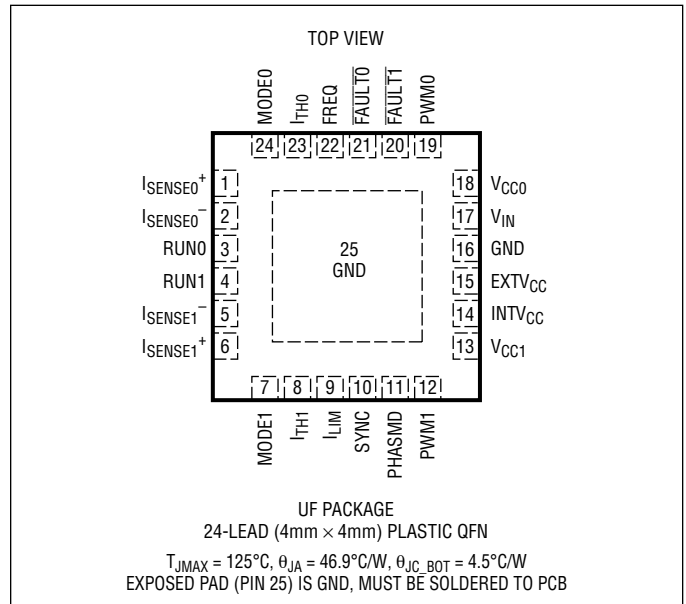 TOP VIEW
MODE0
ITH0
FREQ
FAULT0
FAULT1
PWM0
24 23 22 21 20 19
ISENSE0+ 1
ISENSE0– 2
RUN0 3
RUN1 4
ISENSE1– 5
ISENSE1+ 6
25
GND
18 VCC0
17 VIN
16 GND
15 EXTVCC
14 INTVCC
13 VCC1
7 8 9 10 11 12
MODE1
ITH1
ILIM
SYNC
PHASMD
PWM1
UF PACKAGE
24-LEAD (4mm × 4mm) PLASTIC QFN
TJMAX = 125°C, θJA = 46.9°C/W, θJC_BOT = 4.5°C/W
EXPOSED PAD (PIN 25) IS GND, MUST BE SOLDERED TO PCB